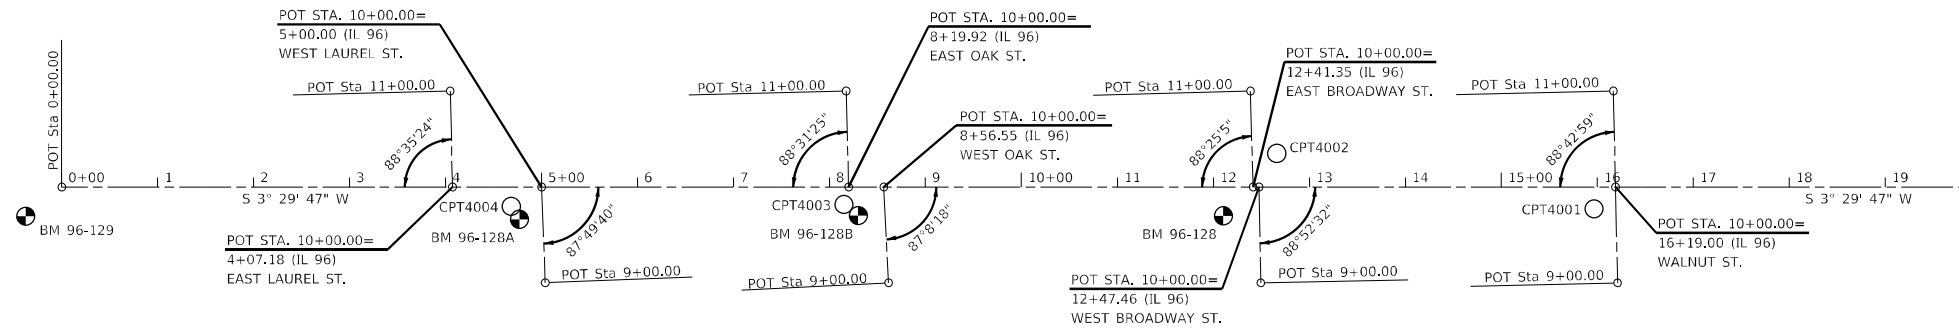 POT STA. 10+00.00=
5+00.00 (IL 96)
WEST LAUREL ST.
POT STA. 10+00.00=
8+19.92 (IL 96)
EAST OAK ST.
POT STA. 10+00.00=
12+41.35 (IL 96)
EAST BROADWAY ST.
POT Sta 0+00.00
POT Sta 11+00.00
POT Sta 11+00.00
POT Sta 11+00.00
POT Sta 11+00.00
88°35'24"
88°31'25"
POT STA. 10+00.00=
8+56.55 (IL 96)
WEST OAK ST.
88°25'5"
CPT4002
88°42'59"
0+00 1 2 3 4 5+00 6 7 8 9 10+00 11 12 13 14 15+00 16 17 18 19
S 3° 29' 47" W
S 3° 29' 47" W
BM 96-129
CPT4004
BM 96-128A
87°49'40"
CPT4003
BM 96-128B
87°8'18"
BM 96-128
88°52'32"
CPT4001
POT STA. 10+00.00=
4+07.18 (IL 96)
EAST LAUREL ST.
POT STA. 10+00.00=
16+19.00 (IL 96)
WALNUT ST.
POT Sta 9+00.00
POT Sta 9+00.00
POT Sta 9+00.00
POT Sta 9+00.00
POT STA. 10+00.00=
12+47.46 (IL 96)
WEST BROADWAY ST.